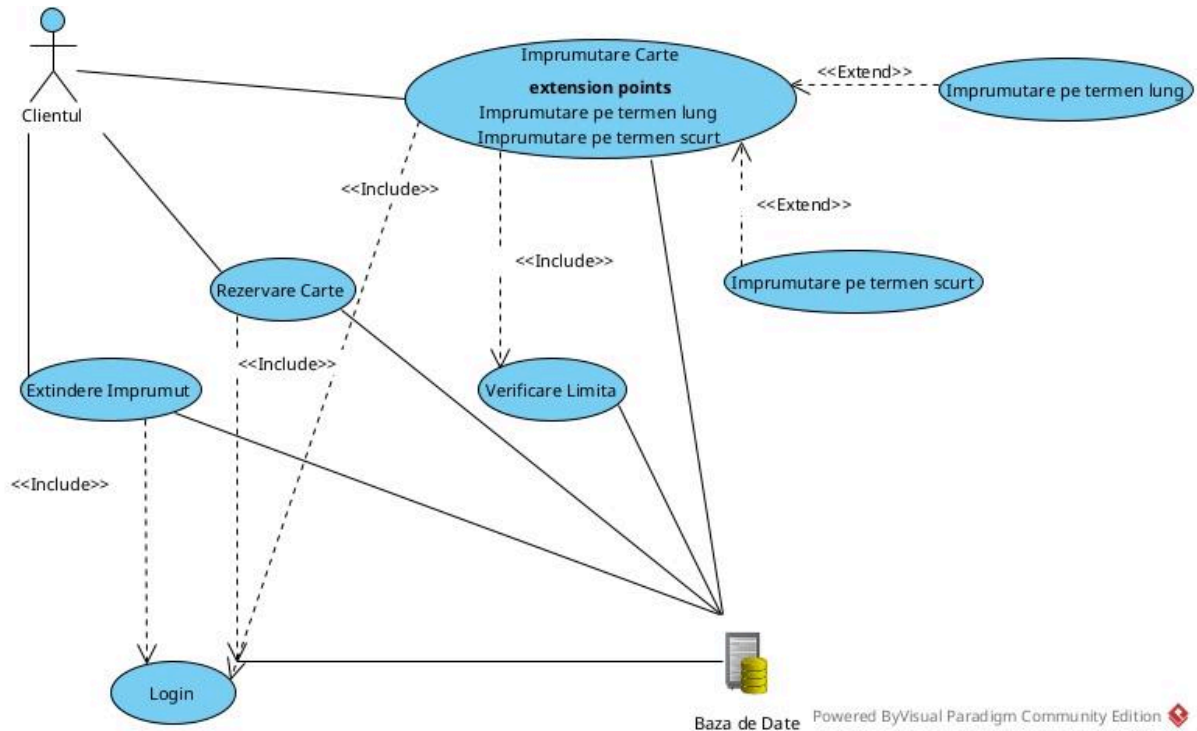 Imprumutare Carte
extension points
Imprumutare pe termen lung
Imprumutare pe termen scurt
<<Extend>>
Imprumutare pe termen lung
Clientul
<<Include>>
<<Extend>>
<<Include>>
Rezervare Carte
Imprumutare pe termen scurt
<<Include>>
Extindere Imprumut
Verificare Limita
<<Include>>
Login
Baza de Date
Powered ByVisual Paradigm Community Edition